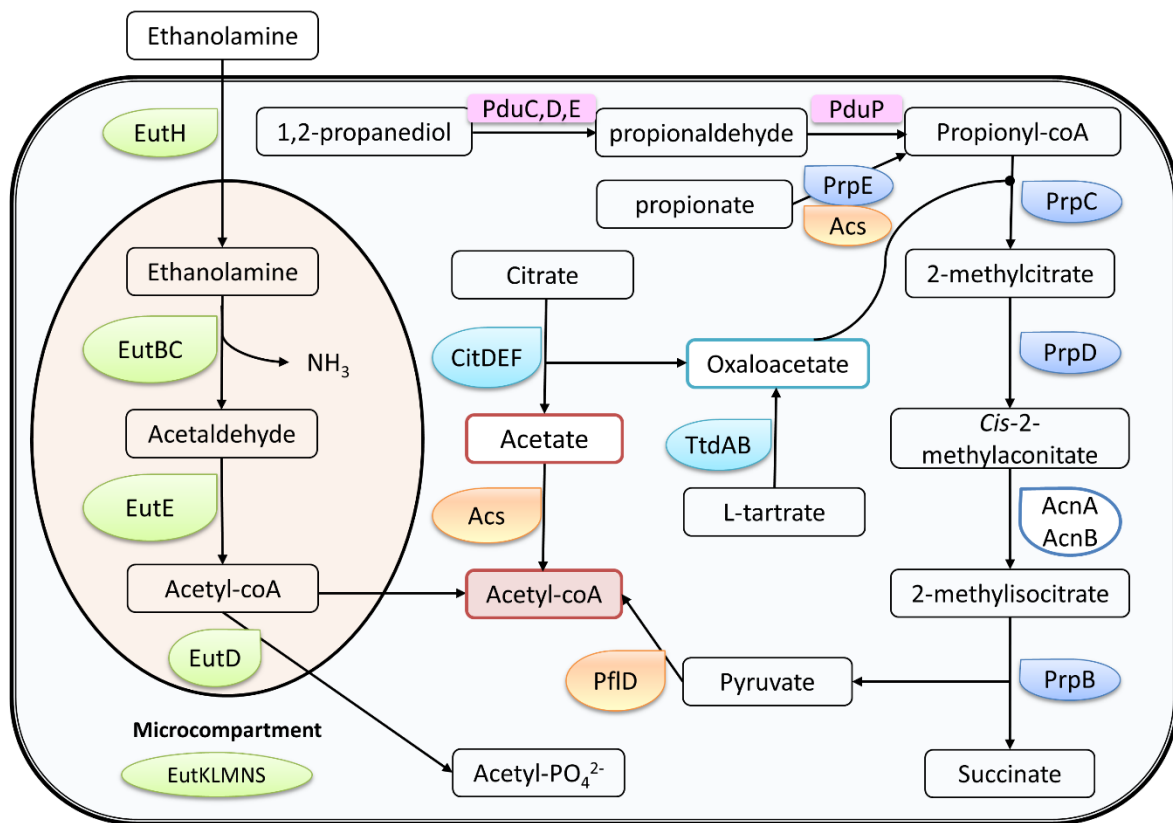 Ethanolamine
EutH
1,2-propanediol
PduC,D,E
propionaldehyde
PduP
Propionyl-coA
propionate
PrpE
Acs
PrpC
Ethanolamine
Citrate
2-methylcitrate
EutBC
NH₃
CitDEF
Oxaloacetate
PrpD
Acetaldehyde
Acetate
TtdAB
Cis-2-
methylaconitate
EutE
Acs
L-tartrate
AcnA
AcnB
Acetyl-coA
Acetyl-coA
2-methylisocitrate
EutD
PflD
Pyruvate
PrpB
Microcompartment
EutKLMNS
Acetyl-PO₄²⁻
Succinate